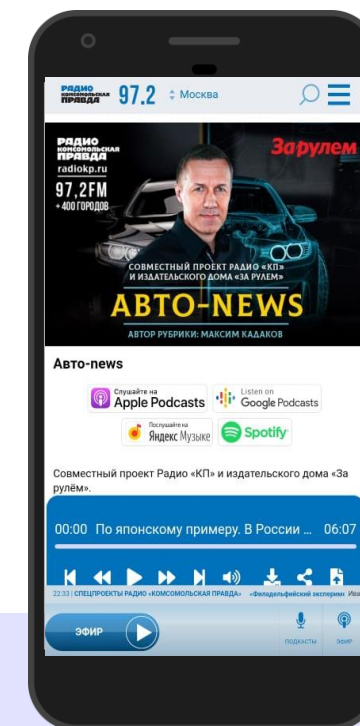 РАДИО
КОМСОМОЛЬСКАЯ
ПРАВДА
97.2
Москва
РАДИО
КОМСОМОЛЬСКАЯ
ПРАВДА
radiokp.ru
97,2FM
+400 ГОРОДОВ
За рулем
СОВМЕСТНЫЙ ПРОЕКТ РАДИО «КП»
И ИЗДАТЕЛЬСКОГО ДОМА «ЗА РУЛЕМ»
АВТО-NEWS
АВТОР РУБРИКИ: МАКСИМ КАДАКОВ
Авто-news
Слушайте на
Apple Podcasts
Listen on
Google Podcasts
Послушайте на
Яндекс Музыке
Spotify
Совместный проект Радио «КП» и издательского дома «За
рулём».
00:00 По японскому примеру. В России ... 06:07
22:33 | СПЕЦПРОЕКТЫ РАДИО «КОМСОМОЛЬСКАЯ ПРАВДА» «Филадельфийский эксперимен Ива
ЭФИР
ПОДКАСТЫ
ЭФИР